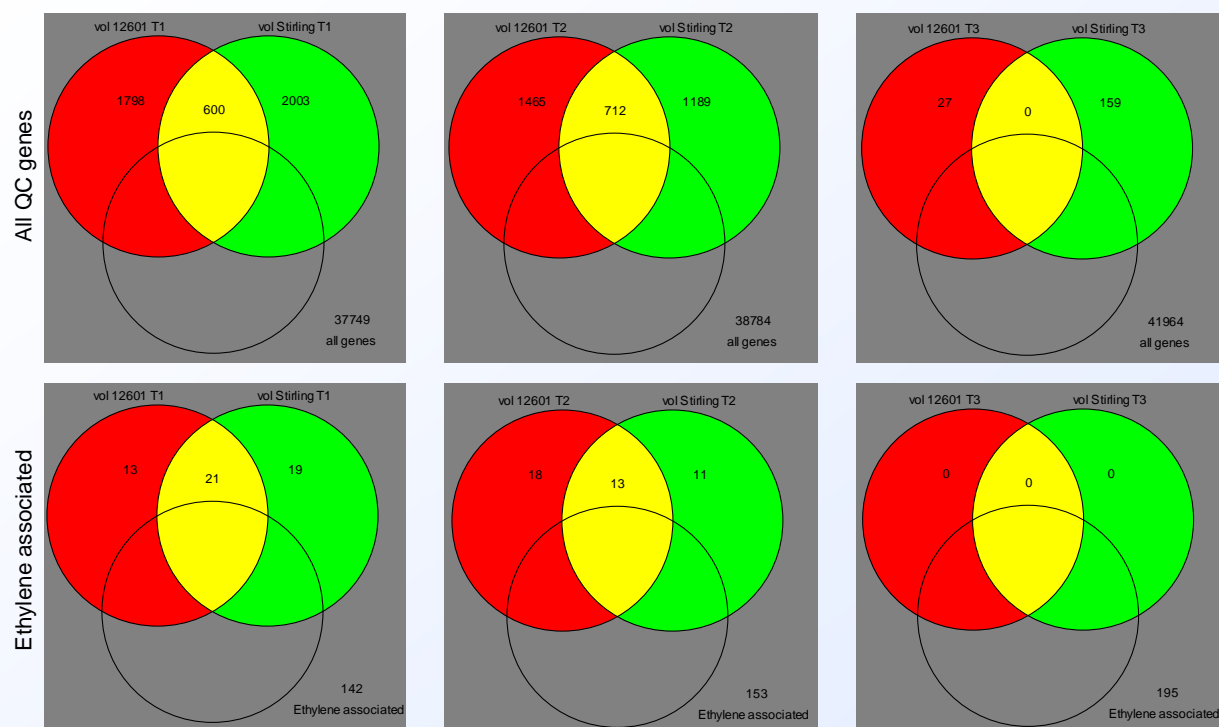 All QC genes
vol 12601 T1
vol Stirling T1
1798
600
2003
37749
all genes
vol 12601 T2
vol Stirling T2
1465
712
1189
38784
all genes
vol 12601 T3
vol Stirling T3
27
0
159
41964
all genes
Ethylene associated
vol 12601 T1
vol Stirling T1
13
21
19
142
Ethylene associated
vol 12601 T2
vol Stirling T2
18
13
11
153
Ethylene associated
vol 12601 T3
vol Stirling T3
0
0
0
195
Ethylene associated